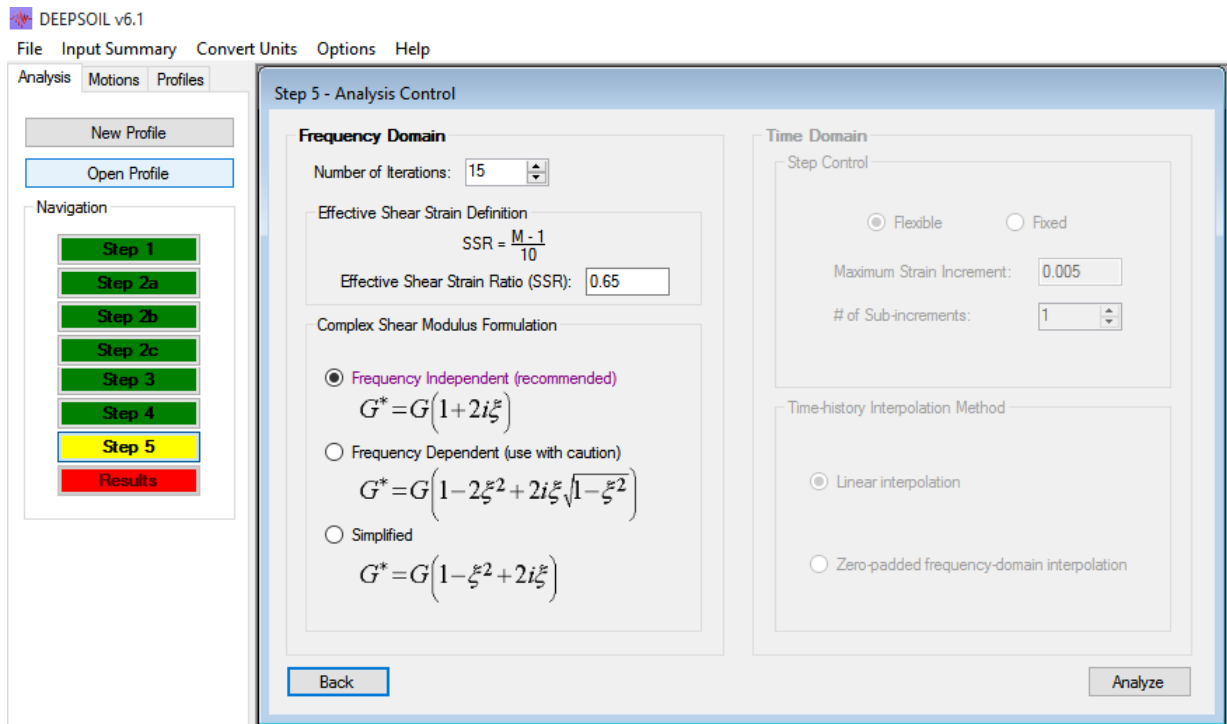 DEEPSOIL v6.1
File Input Summary Convert Units Options Help
Analysis Motions Profiles
New Profile
Open Profile
Navigation
Step 1
Step 2a
Step 2b
Step 2c
Step 3
Step 4
Step 5
Results
Step 5 - Analysis Control
Frequency Domain
Number of Iterations: 15
Effective Shear Strain Definition
SSR = (M - 1)/10
Effective Shear Strain Ratio (SSR): 0.65
Complex Shear Modulus Formulation
Frequency Independent (recommended)
G*=G(1+2iξ)
Frequency Dependent (use with caution)
G*=G(1-2ξ²+2iξ√(1-ξ²))
Simplified
G*=G(1-ξ²+2iξ)
Back
Time Domain
Step Control
Flexible Fixed
Maximum Strain Increment: 0.005
# of Sub-increments: 1
Time-history Interpolation Method
Linear interpolation
Zero-padded frequency-domain interpolation
Analyze